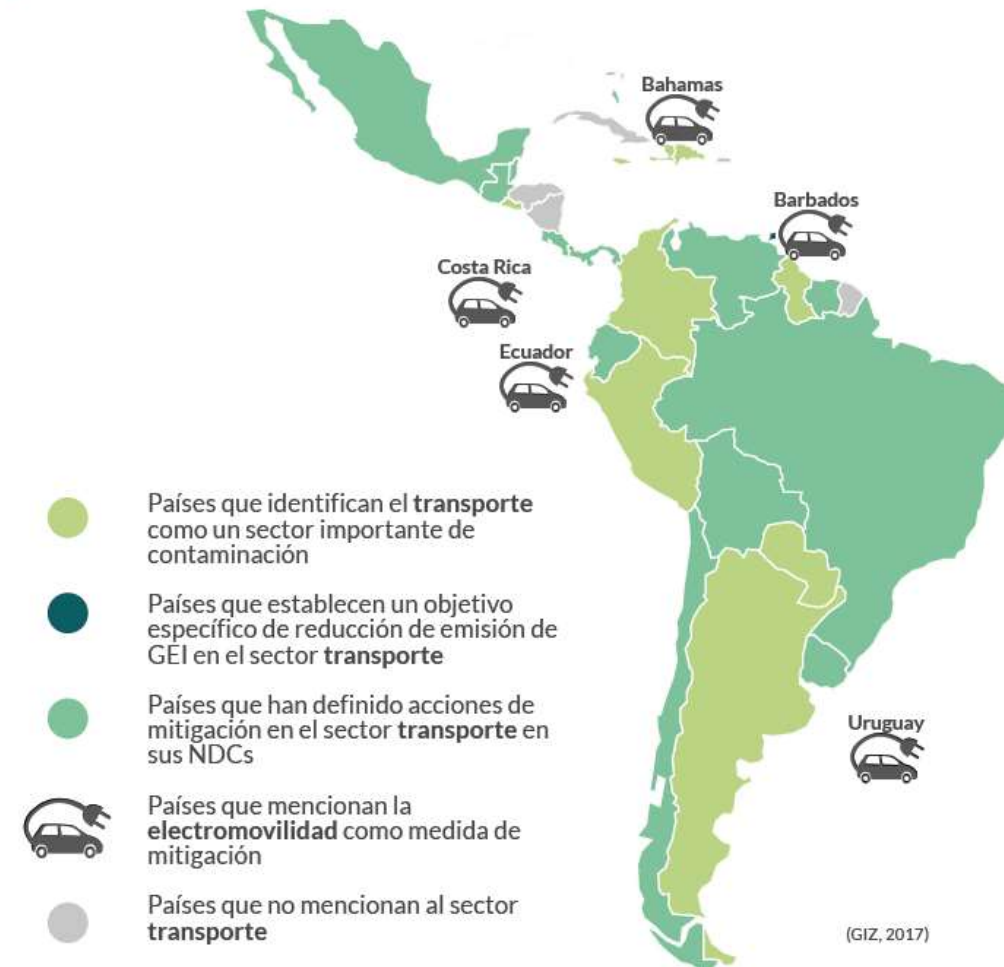 Bahamas
Barbados
Costa Rica
Ecuador
Países que identifican el transporte
como un sector importante de
contaminación
Países que establecen un objetivo
específico de reducción de emisión de
GEI en el sector transporte
Países que han definido acciones de
mitigación en el sector transporte en
sus NDCs
Uruguay
Países que mencionan la
electromovilidad como medida de
mitigación
Países que no mencionan al sector
transporte
(GIZ, 2017)